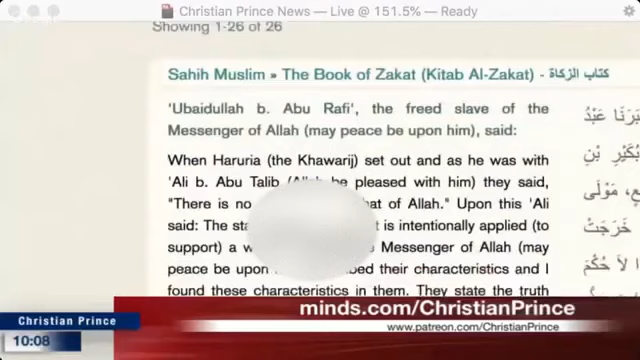 Christian Prince News — Live @ 151.5% — Ready
Showing 1-26 of 26
Sahih Muslim » The Book of Zakat (Kitab Al-Zakat) - كتاب الزكاة
'Ubaidullah b. Abu Rafi', the freed slave of the
Messenger of Allah (may peace be upon him), said:
When Haruria (the Khawarij) set out and as he was with
'Ali b. Abu Talib be pleased with him) they said,
"There is no of Allah." Upon this 'Ali
said: The is intentionally applied (to
support) a Messenger of Allah (may
peace be upon their characteristics and I
found these characteristics in them. They state the truth
بُكَيْرِ بْنِ
مَوْلَى
خَرَجَتْ
لاَ حُكْمَ
minds.com/ChristianPrince
www.patreon.com/ChristianPrince
Christian Prince
10:08